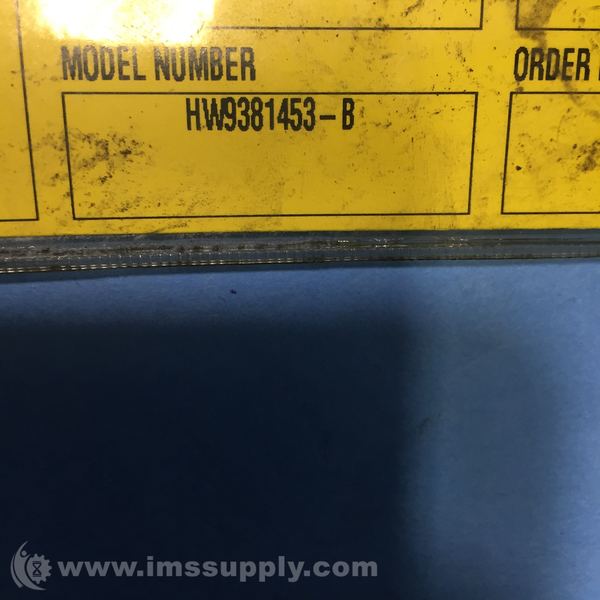 MODEL NUMBER
ORDER
HW9381453-B
www.imssupply.com